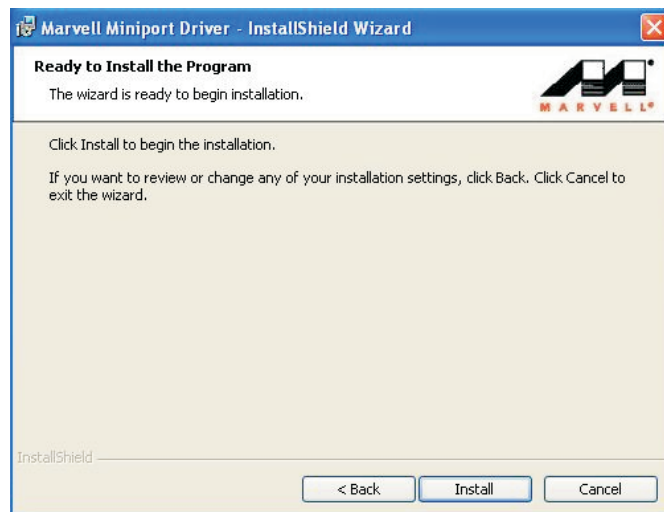 Marvell Miniport Driver - InstallShield Wizard
Ready to Install the Program
The wizard is ready to begin installation.
MARVELL®
Click Install to begin the installation.
If you want to review or change any of your installation settings, click Back. Click Cancel to
exit the wizard.
InstallShield
< Back
Install
Cancel